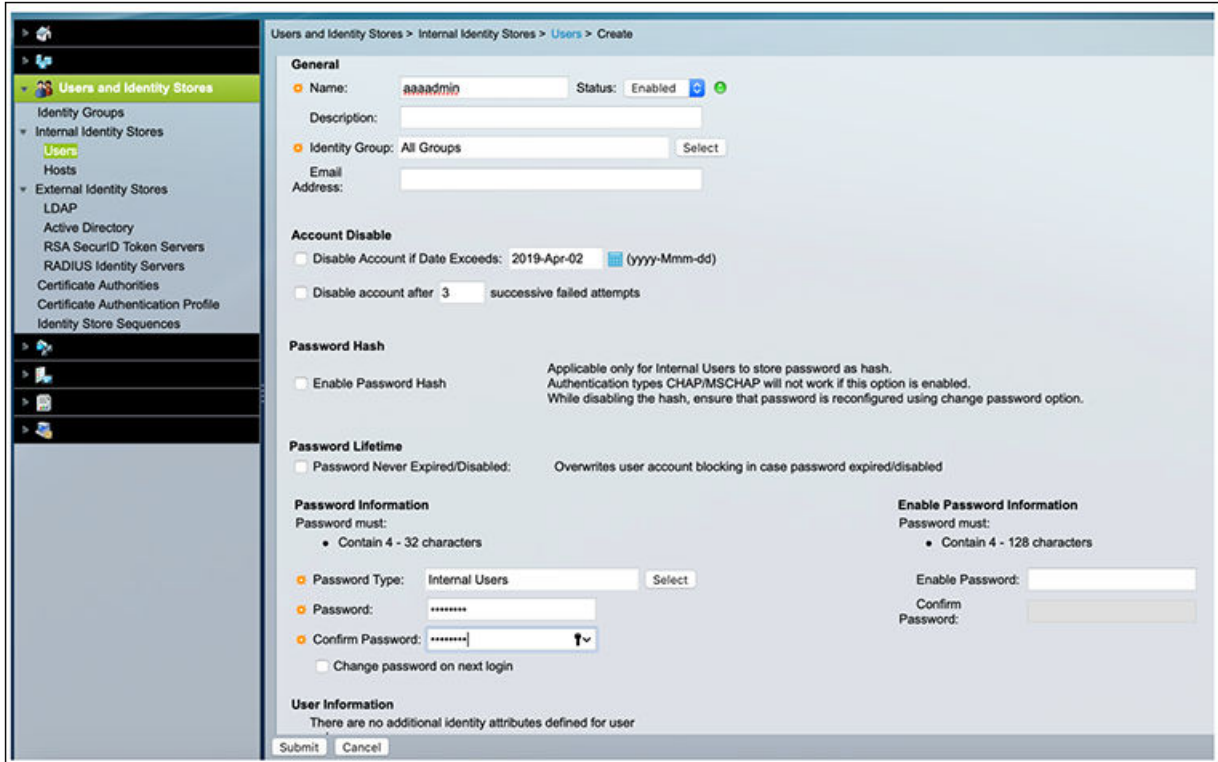 Users and Identity Stores > Internal Identity Stores > Users > Create
Users and Identity Stores
Identity Groups
Internal Identity Stores
Users
Hosts
External Identity Stores
LDAP
Active Directory
RSA SecurID Token Servers
RADIUS Identity Servers
Certificate Authorities
Certificate Authentication Profile
Identity Store Sequences
General
Name: aaaadmin Status: Enabled
Description:
Identity Group: All Groups Select
Email
Address:
Account Disable
Disable Account if Date Exceeds: 2019-Apr-02 (yyyy-Mmm-dd)
Disable account after 3 successive failed attempts
Password Hash
Enable Password Hash
Applicable only for Internal Users to store password as hash.
Authentication types CHAP/MSCHAP will not work if this option is enabled.
While disabling the hash, ensure that password is reconfigured using change password option.
Password Lifetime
Password Never Expired/Disabled: Overwrites user account blocking in case password expired/disabled
Password Information
Password must:
• Contain 4 - 32 characters
Password Type: Internal Users Select
Password: ••••••••
Confirm Password: ••••••••
Change password on next login
Enable Password Information
Password must:
• Contain 4 - 128 characters
Enable Password:
Confirm
Password:
User Information
There are no additional identity attributes defined for user
Submit Cancel